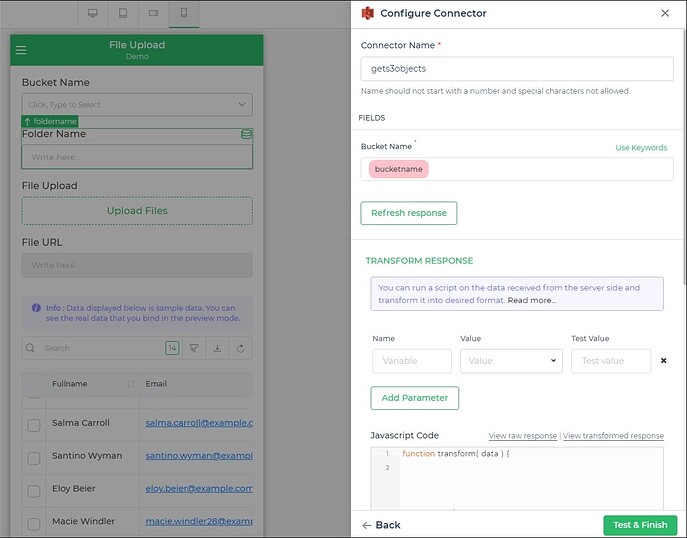 File Upload
Demo
Bucket Name
Click, Type to Select
foldername
Folder Name
Write here...
File Upload
Upload Files
File URL
Write here...
Info : Data displayed below is sample data. You can
see the real data that you bind in the preview mode.
Search
14
Fullname
Email
Salma Carroll
salma.carroll@example.c
Santino Wyman
santino.wyman@exampl
Eloy Beier
eloy.beier@example.com
Macie Windler
macie.windler28@examp
Configure Connector
Connector Name *
gets3objects
Name should not start with a number and special characters not allowed.
FIELDS
Bucket Name *
Use Keywords
bucketname
Refresh response
TRANSFORM RESPONSE
You can run a script on the data received from the server side and
transform it into desired format. Read more...
Name
Value
Test Value
Variable
Value
Test value
Add Parameter
Javascript Code
View raw response | View transformed response
1 function transform( data ) {
2
Back
Test & Finish